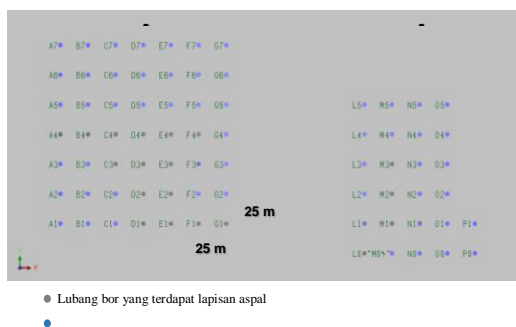 A7 B7 C7 D7 E7 F7 G7
A6 B6 C6 D6 E6 F6 G6
A5 B5 C5 D5 E5 F5 G5 L5 M5 N5 O5
A4 B4 C4 D4 E4 F4 G4 L4 M4 N4 O4
A3 B3 C3 D3 E3 F3 G3 L3 M3 N3 O3
A2 B2 C2 D2 E2 F2 G2 L2 M2 N2 O2
25 m
A1 B1 C1 D1 E1 F1 G1 L1 M1 N1 O1 P1
25 m
L0 M0 N0 O0 P0
Lubang bor yang terdapat lapisan aspal